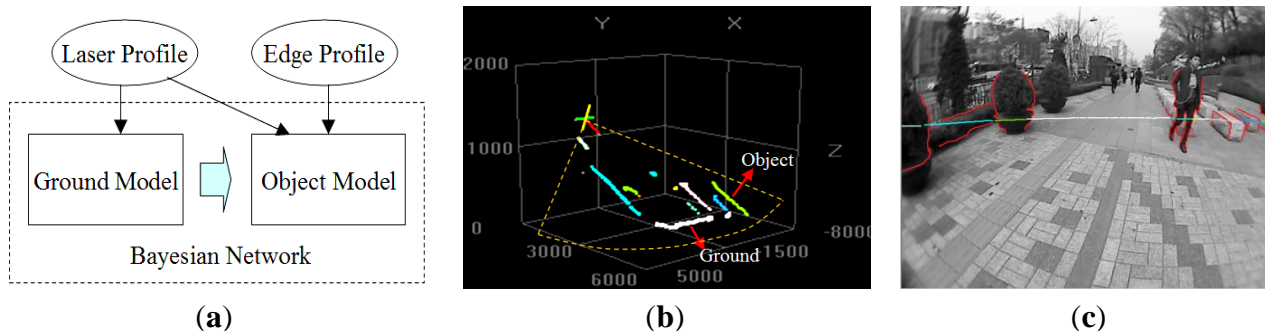 Laser Profile
Edge Profile
Ground Model
Object Model
Bayesian Network
(a)
Y
X
2000
1000
0
Z
Object
Ground
3000
6000
5000
-1500
-8000
(b)
(c)